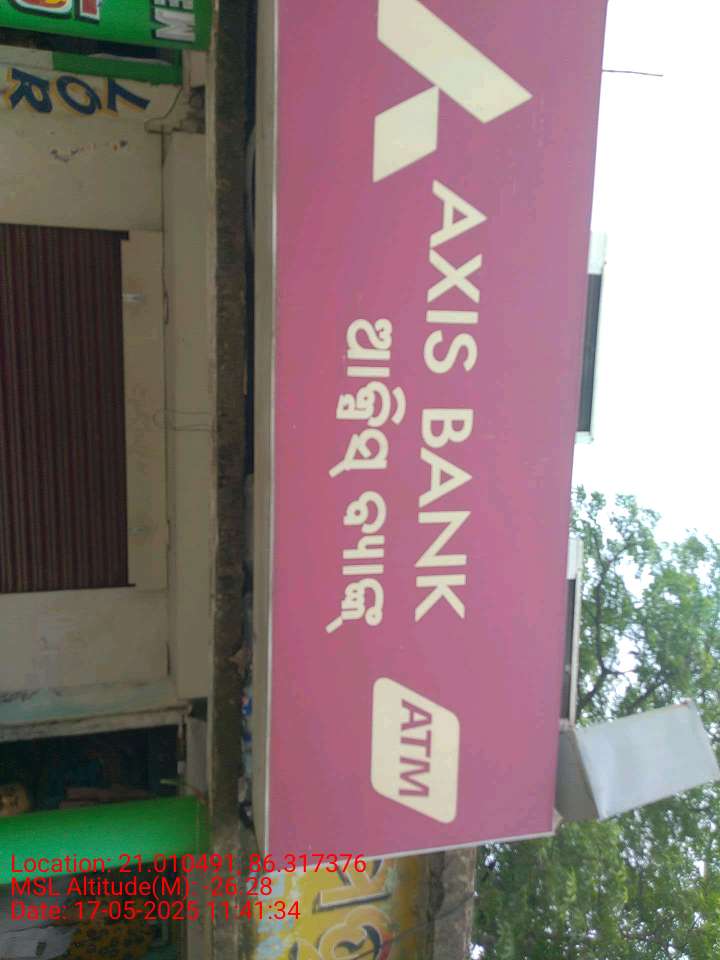 AXIS BANK
ଆକ୍ସିସ୍ ବ୍ୟାଙ୍କ୍
ATM
Location: 21.010491, 86.317376
MSL Altitude(M): -26.28
Date: 17-05-2025 11:41:34